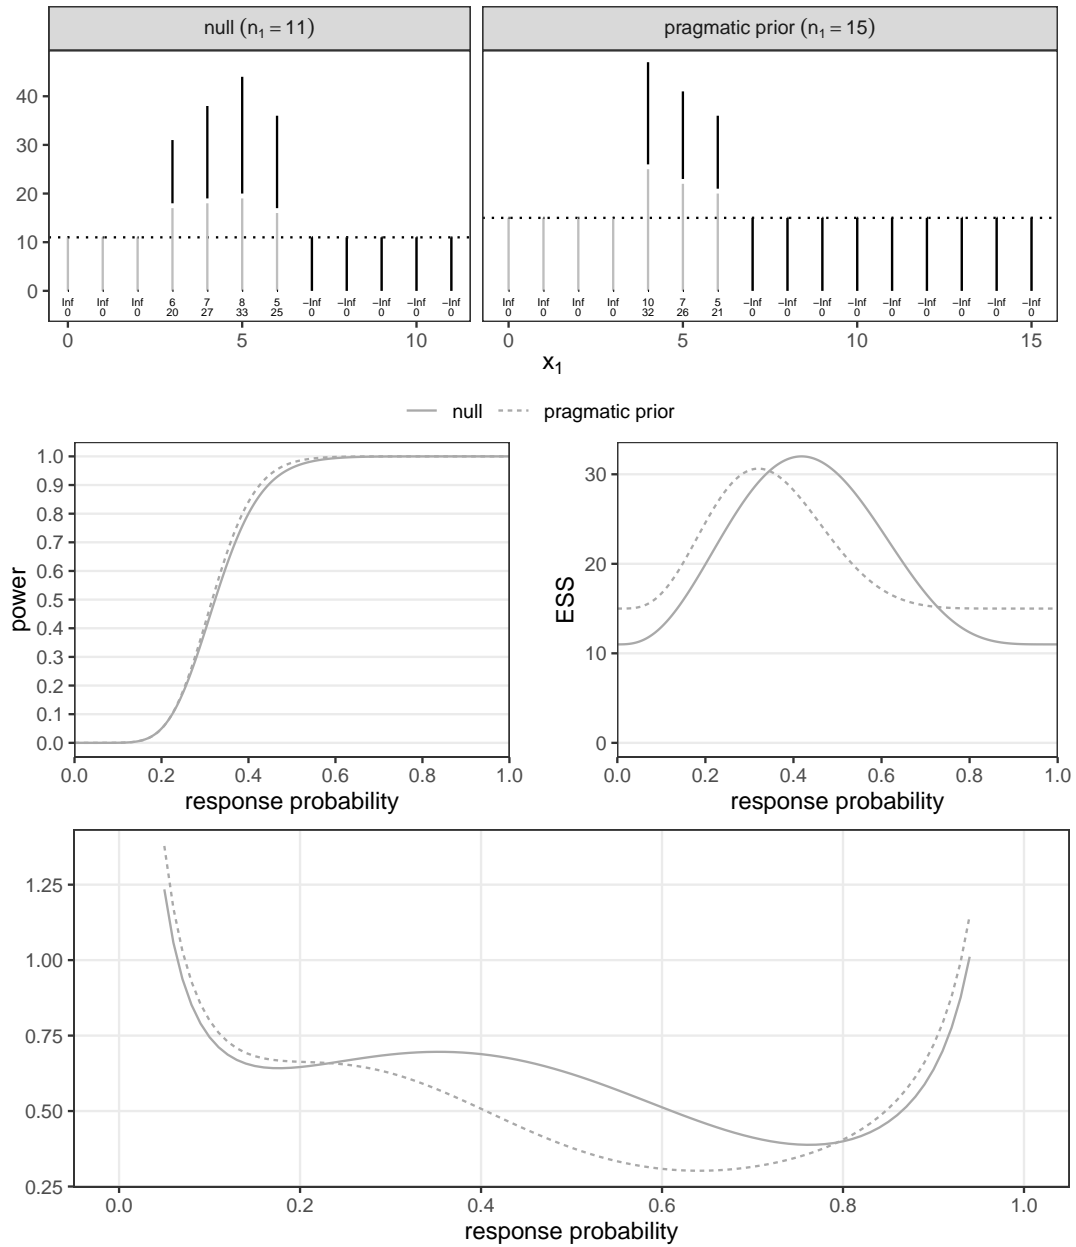 null (n₁ = 11)
pragmatic prior (n₁ = 15)
40
30
20
10
0
Inf Inf Inf 6 7 8 5 −Inf −Inf −Inf −Inf −Inf
0 0 0 20 27 33 25 0 0 0 0 0
Inf Inf Inf Inf 10 7 5 −Inf −Inf −Inf −Inf −Inf −Inf −Inf −Inf −Inf
0 0 0 0 32 26 21 0 0 0 0 0 0 0 0 0
0 5 10
0 5 10 15
x₁
null
pragmatic prior
power
1.0
0.9
0.8
0.7
0.6
0.5
0.4
0.3
0.2
0.1
0.0
0.0 0.2 0.4 0.6 0.8 1.0
response probability
ESS
30
20
10
0
0.0 0.2 0.4 0.6 0.8 1.0
response probability
1.25
1.00
0.75
0.50
0.25
0.0 0.2 0.4 0.6 0.8 1.0
response probability